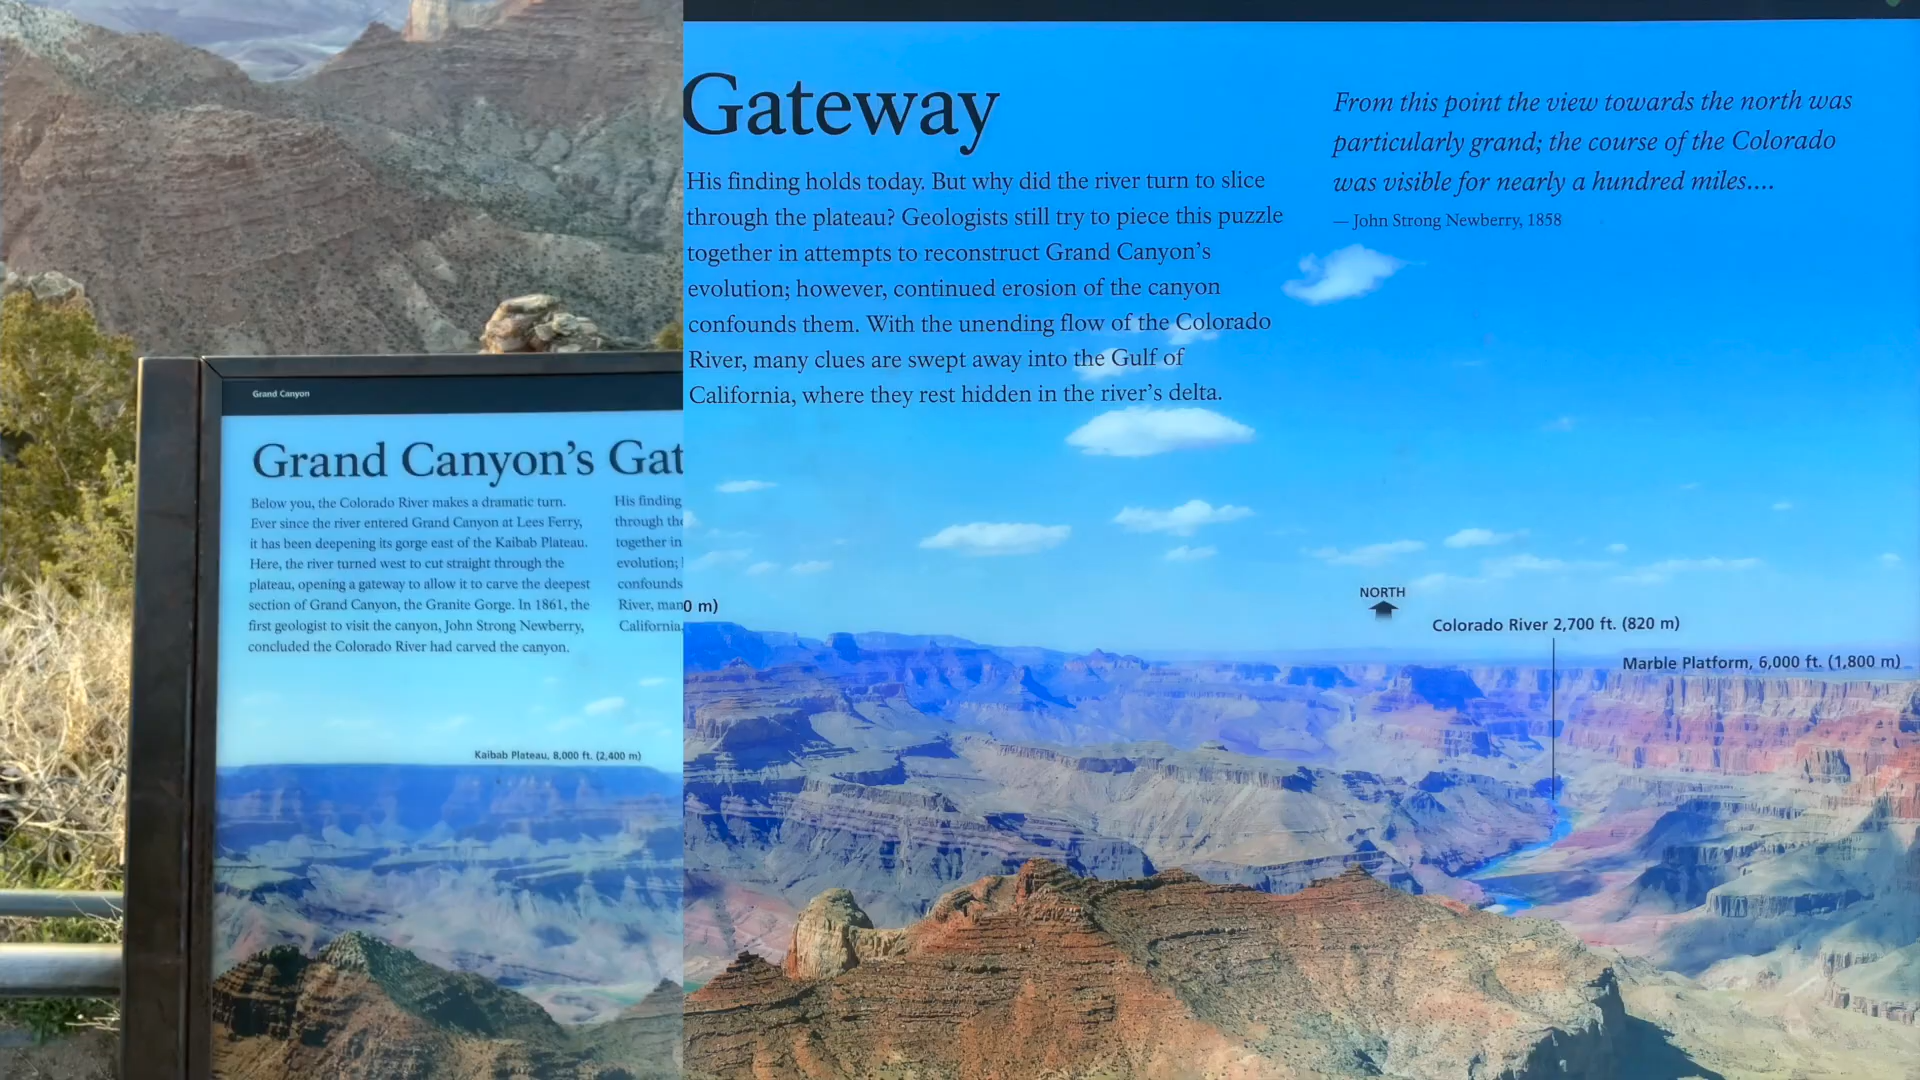 Grand Canyon
Grand Canyon's Gat
Below you, the Colorado River makes a dramatic turn.
Ever since the river entered Grand Canyon at Lees Ferry,
it has been deepening its gorge east of the Kaibab Plateau.
Here, the river turned west to cut straight through the
plateau, opening a gateway to allow it to carve the deepest
section of Grand Canyon, the Granite Gorge. In 1861, the
first geologist to visit the canyon, John Strong Newberry,
concluded the Colorado River had carved the canyon.
His finding
through the
together in
evolution;
confounds
River, man
California,
Kaibab Plateau, 8,000 ft. (2,400 m)
Gateway
His finding holds today. But why did the river turn to slice
through the plateau? Geologists still try to piece this puzzle
together in attempts to reconstruct Grand Canyon's
evolution; however, continued erosion of the canyon
confounds them. With the unending flow of the Colorado
River, many clues are swept away into the Gulf of
California, where they rest hidden in the river's delta.
From this point the view towards the north was
particularly grand; the course of the Colorado
was visible for nearly a hundred miles....
— John Strong Newberry, 1858
0 m)
NORTH
Colorado River 2,700 ft. (820 m)
Marble Platform, 6,000 ft. (1,800 m)